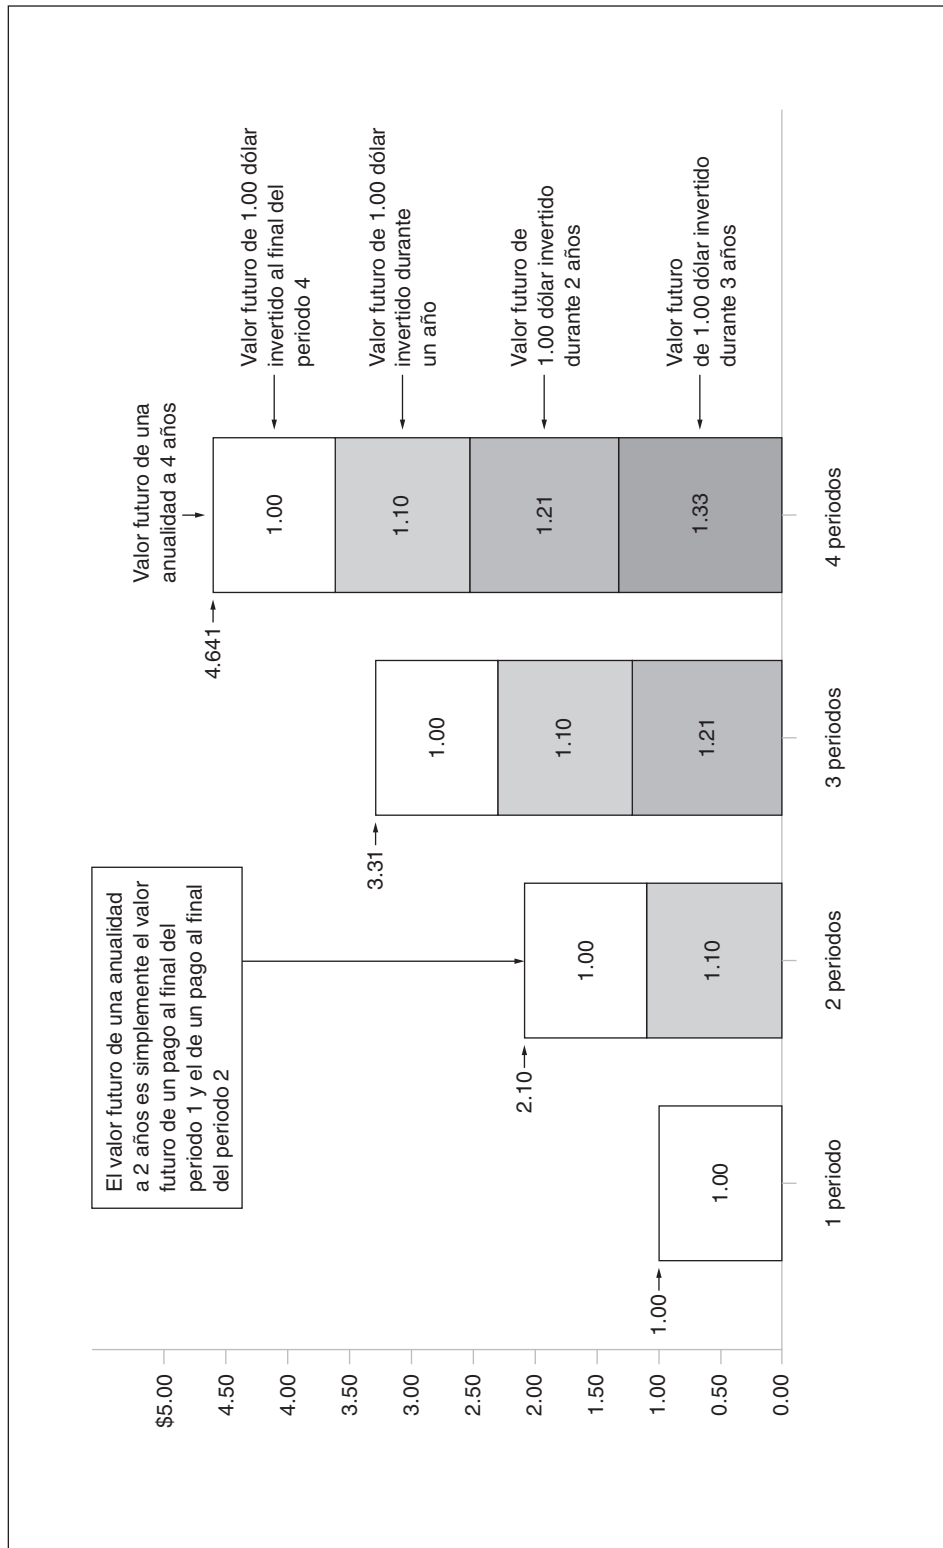 $5.00
4.50
4.00
3.50
3.00
2.50
2.00
1.50
1.00
0.50
0.00
El valor futuro de una anualidad
a 2 años es simplemente el valor
futuro de un pago al final del
periodo 1 y el de un pago al final
del periodo 2
1.00
1.00
1 periodo
2.10
1.00
1.10
2 periodos
3.31
1.00
1.10
1.21
3 periodos
Valor futuro de una
anualidad a 4 años
4.641
1.00
1.10
1.21
1.33
4 periodos
Valor futuro de 1.00 dólar
invertido al final del
periodo 4
Valor futuro de 1.00 dólar
invertido durante
un año
Valor futuro de
1.00 dólar invertido
durante 2 años
Valor futuro
de 1.00 dólar invertido
durante 3 años